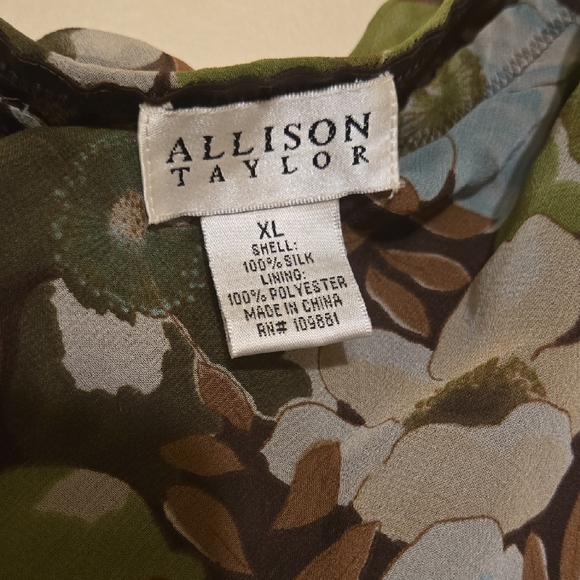 ALLISON
TAYLOR
XL
SHELL:
100% SILK
LINING:
100% POLYESTER
MADE IN CHINA
RN# 109881